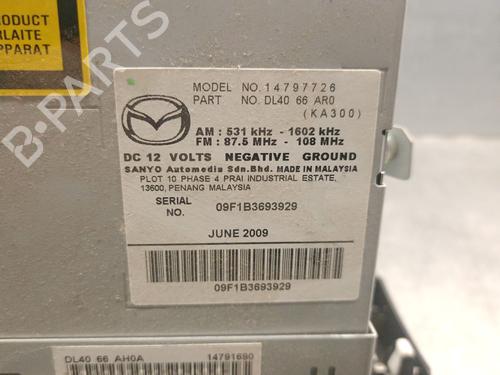 PRODUCT
RLAITE
APPARAT
B-PARTS
MODEL NO. 14797726
PART NO. DL40 66 AR0
(KA300)
AM : 531 kHz - 1602 kHz
FM : 87.5 MHz - 108 MHz
DC 12 VOLTS NEGATIVE GROUND
SANYO Automedia Sdn.Bhd. MADE IN MALAYSIA
PLOT 10 PHASE 4 PRAI INDUSTRIAL ESTATE,
13600, PENANG MALAYSIA
SERIAL NO. 09F1B3693929
JUNE 2009
09F1B3693929
DL40 66 AH0A 14791690